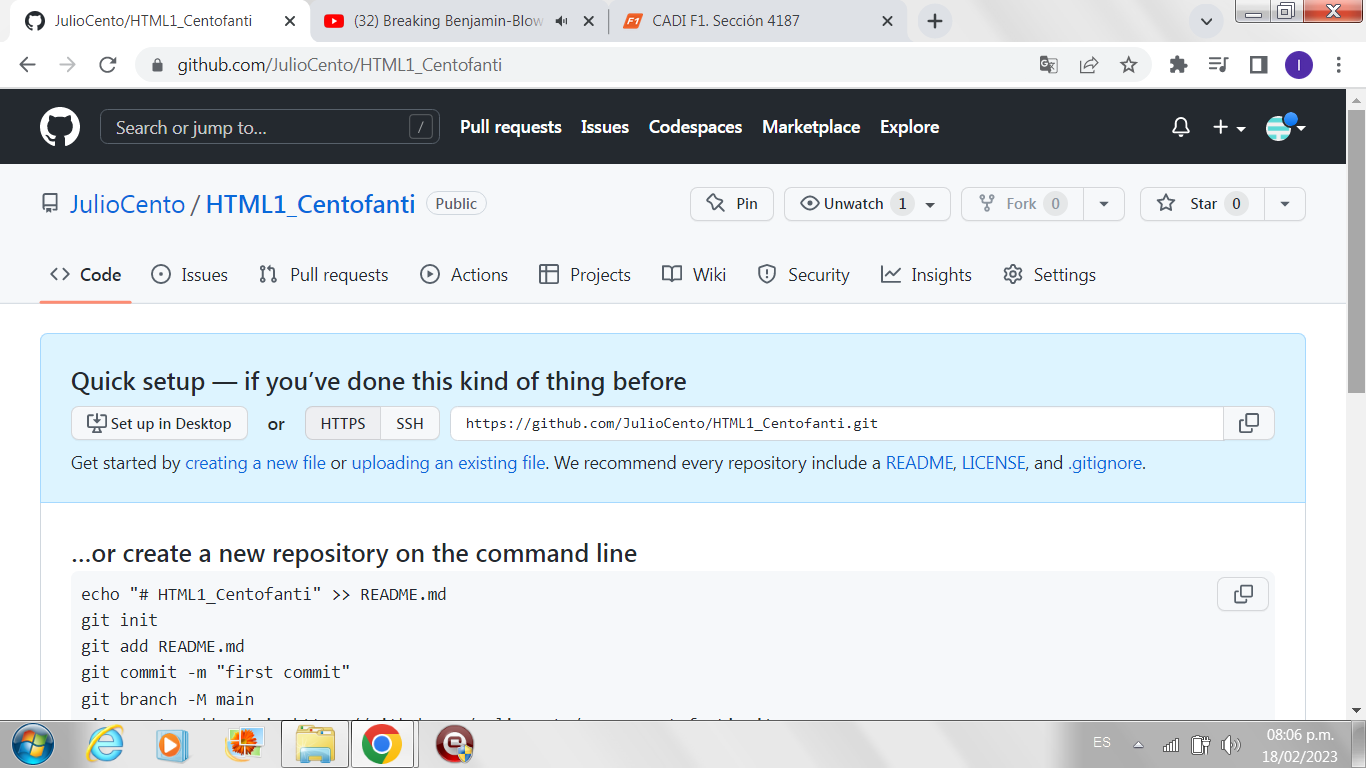 JulioCento/HTML1_Centofanti
(32) Breaking Benjamin-Blow
CADI F1. Sección 4187
github.com/JulioCento/HTML1_Centofanti
I
Search or jump to... /
Pull requests Issues Codespaces Marketplace Explore
JulioCento / HTML1_Centofanti Public
Pin Unwatch 1 Fork 0 Star 0
Code Issues Pull requests Actions Projects Wiki Security Insights Settings
Quick setup — if you’ve done this kind of thing before
Set up in Desktop or HTTPS SSH https://github.com/JulioCento/HTML1_Centofanti.git
Get started by creating a new file or uploading an existing file. We recommend every repository include a README, LICENSE, and .gitignore.
…or create a new repository on the command line
echo "# HTML1_Centofanti" >> README.md
git init
git add README.md
git commit -m "first commit"
git branch -M main
ES
08:06 p.m.
18/02/2023